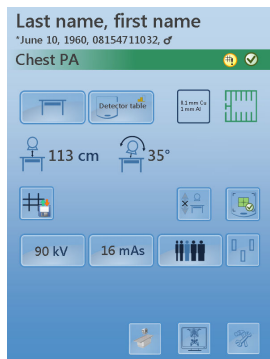 Last name, first name
*June 10, 1960, 08154711032, ♂
Chest PA
Detector table
0.1 mm Cu
1 mm Al
113 cm
35°
90 kV
16 mAs